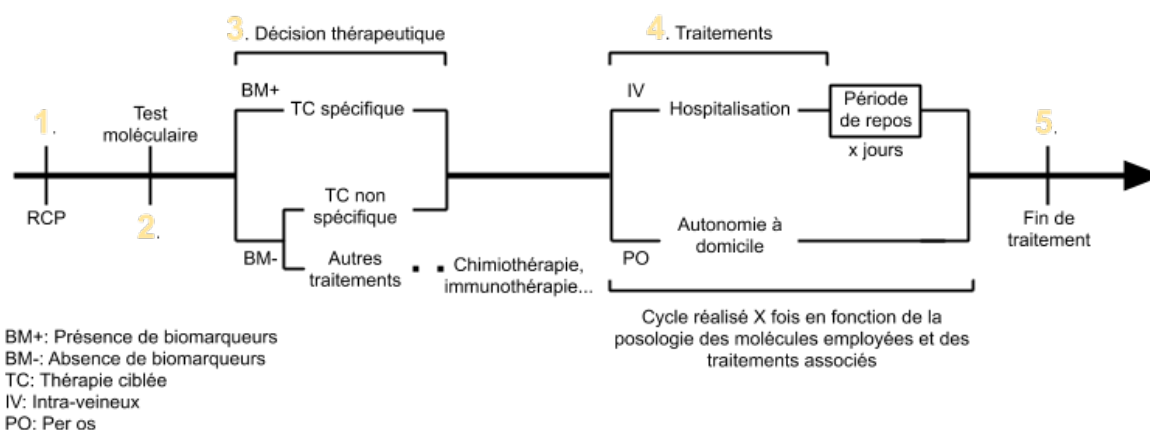 3. Décision thérapeutique
4. Traitements
BM+
TC spécifique
IV
Hospitalisation
Période
de repos
x jours
1.
Test
moléculaire
5.
RCP
2.
TC non
spécifique
BM-
Autres
traitements
Chimiothérapie,
immunothérapie...
Autonomie à
domicile
PO
Fin de
traitement
Cycle réalisé X fois en fonction de la
posologie des molécules employées et des
traitements associés
BM+: Présence de biomarqueurs
BM-: Absence de biomarqueurs
TC: Thérapie ciblée
IV: Intra-veineux
PO: Per os